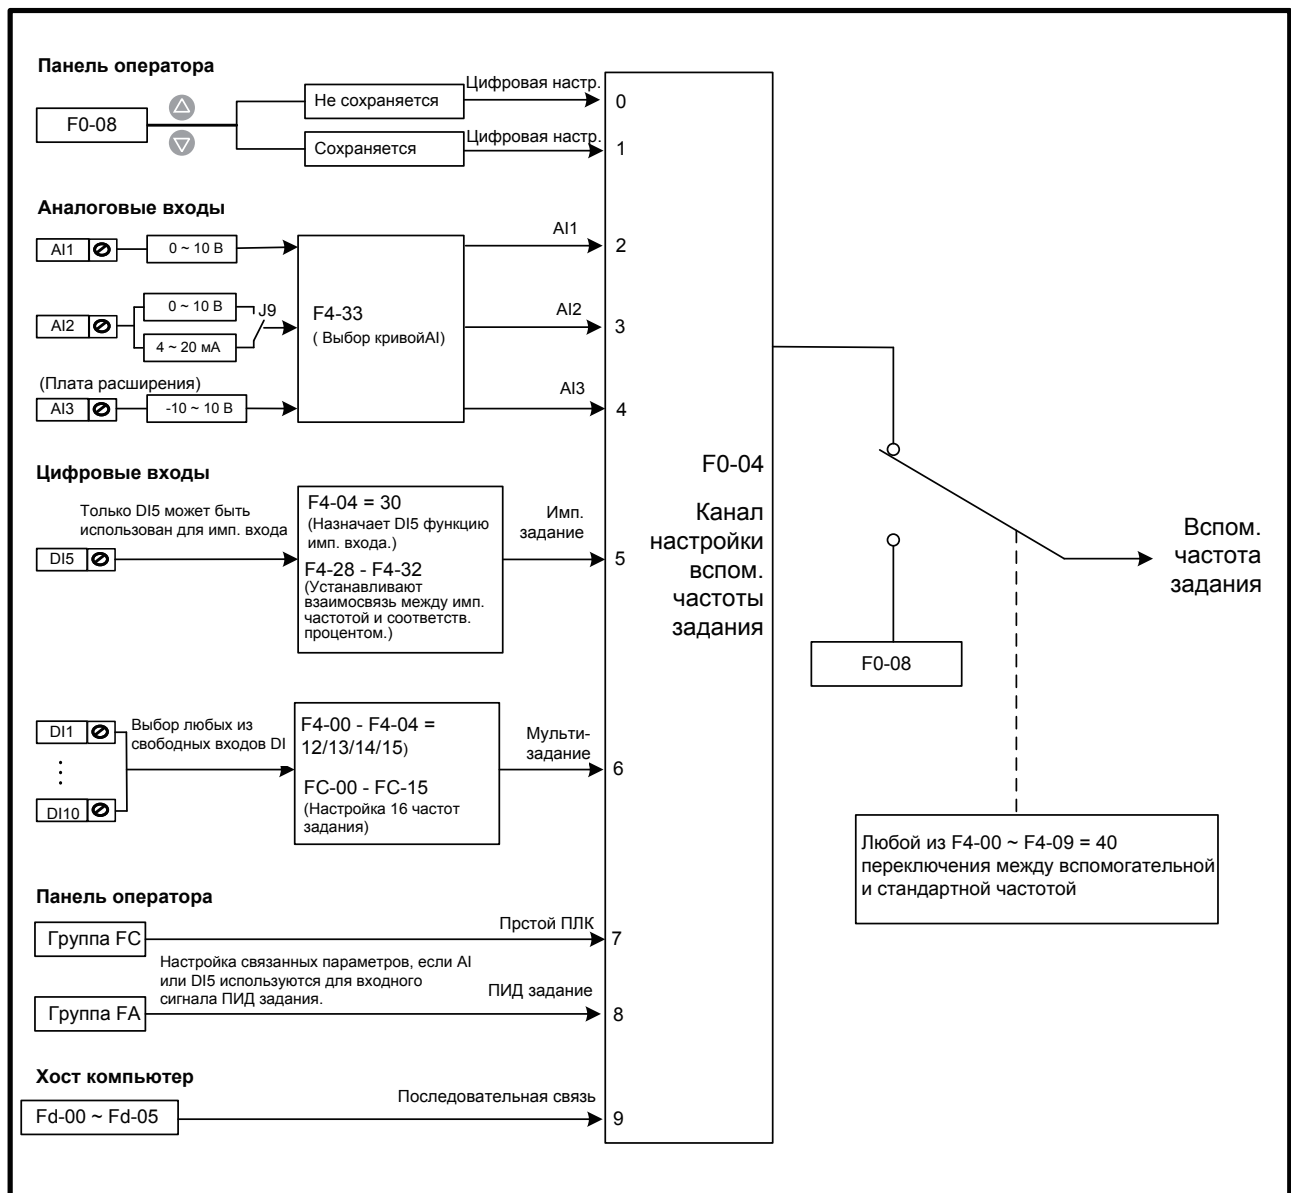 Панель оператора
F0-08
Не сохраняется
Цифровая настр.
0
Сохраняется
Цифровая настр.
1
Аналоговые входы
AI1
0 ~ 10 В
AI1
2
AI2
0 ~ 10 В
4 ~ 20 мА
J9
F4-33
( Выбор кривойAI)
AI2
3
(Плата расширения)
AI3
-10 ~ 10 В
AI3
4
Цифровые входы
Только DI5 может быть
использован для имп. входа
DI5
F4-04 = 30
(Назначает DI5 функцию
имп. входа.)
F4-28 - F4-32
(Устанавливают
взаимосвязь между имп.
частотой и соответств.
процентом.)
Имп.
задание
5
DI1
DI10
Выбор любых из
свободных входов DI
F4-00 - F4-04 =
12/13/14/15)
FC-00 - FC-15
(Настройка 16 частот
задания)
Мульти-
задание
6
Панель оператора
Группа FC
Прстой ПЛК
7
Настройка связанных параметров, если AI
или DI5 используются для входного
сигнала ПИД задания.
Группа FA
ПИД задание
8
Хост компьютер
Fd-00 ~ Fd-05
Последовательная связь
9
F0-04
Канал
настройки
вспом.
частоты
задания
F0-08
Вспом.
частота
задания
Любой из F4-00 ~ F4-09 = 40
переключения между вспомогательной
и стандартной частотой